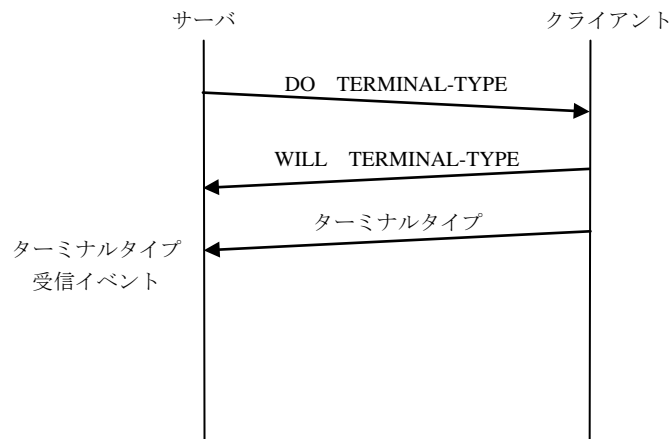 サーバ
クライアント
DO TERMINAL-TYPE
WILL TERMINAL-TYPE
ターミナルタイプ
ターミナルタイプ
受信イベント